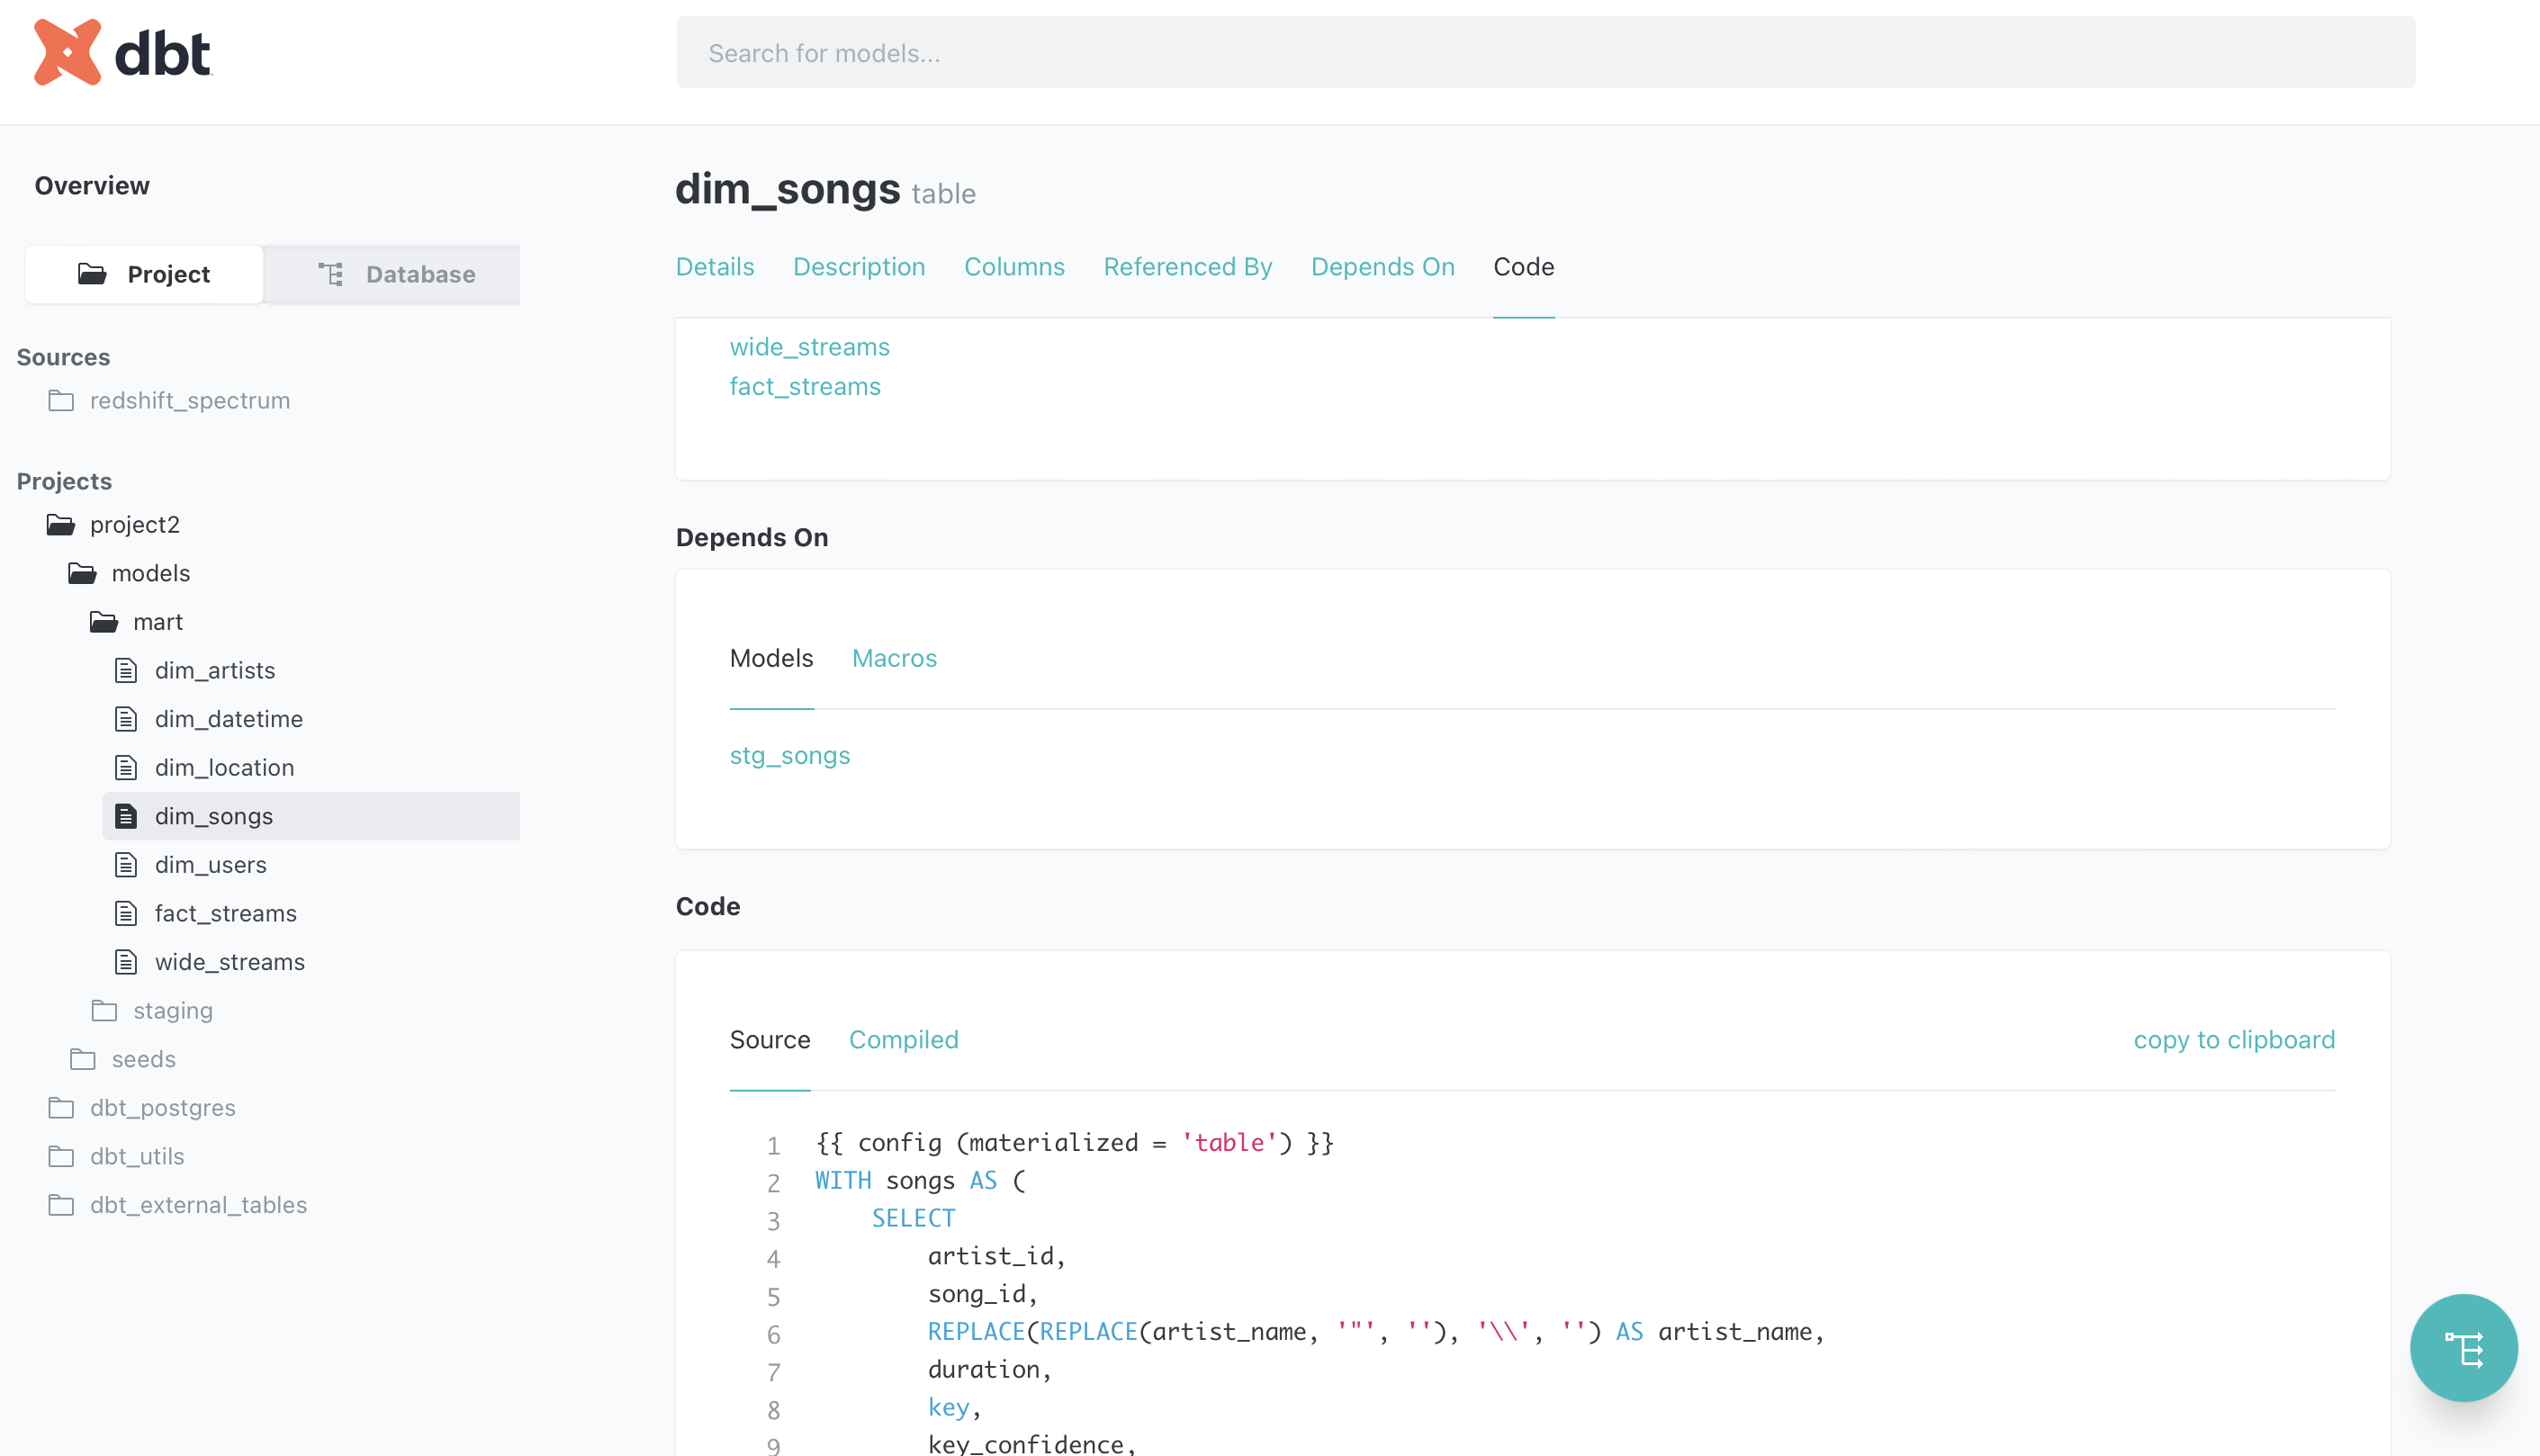 dbt
Search for models...
Overview
Project
Database
Sources
redshift_spectrum
Projects
project2
models
mart
dim_artists
dim_datetime
dim_location
dim_songs
dim_users
fact_streams
wide_streams
staging
seeds
dbt_postgres
dbt_utils
dbt_external_tables
dim_songs table
Details Description Columns Referenced By Depends On Code
wide_streams
fact_streams
Depends On
Models Macros
stg_songs
Code
Source Compiled copy to clipboard
1 {{ config (materialized = 'table') }}
2 WITH songs AS (
3 SELECT
4 artist_id,
5 song_id,
6 REPLACE(REPLACE(artist_name, '"', ''), '\\', '') AS artist_name,
7 duration,
8 key,
9 key_confidence,